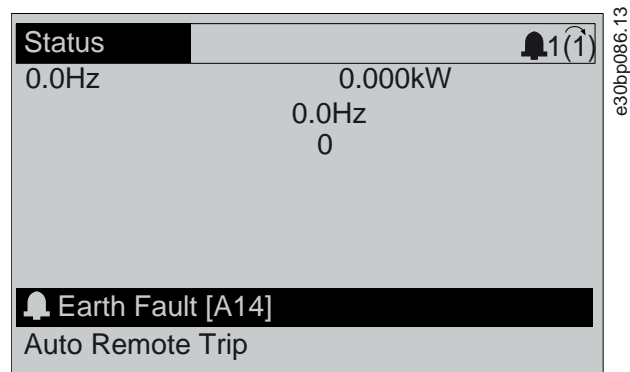 Status 1(1)
0.0Hz 0.000kW
0.0Hz
0
Earth Fault [A14]
Auto Remote Trip
e30bp086.13